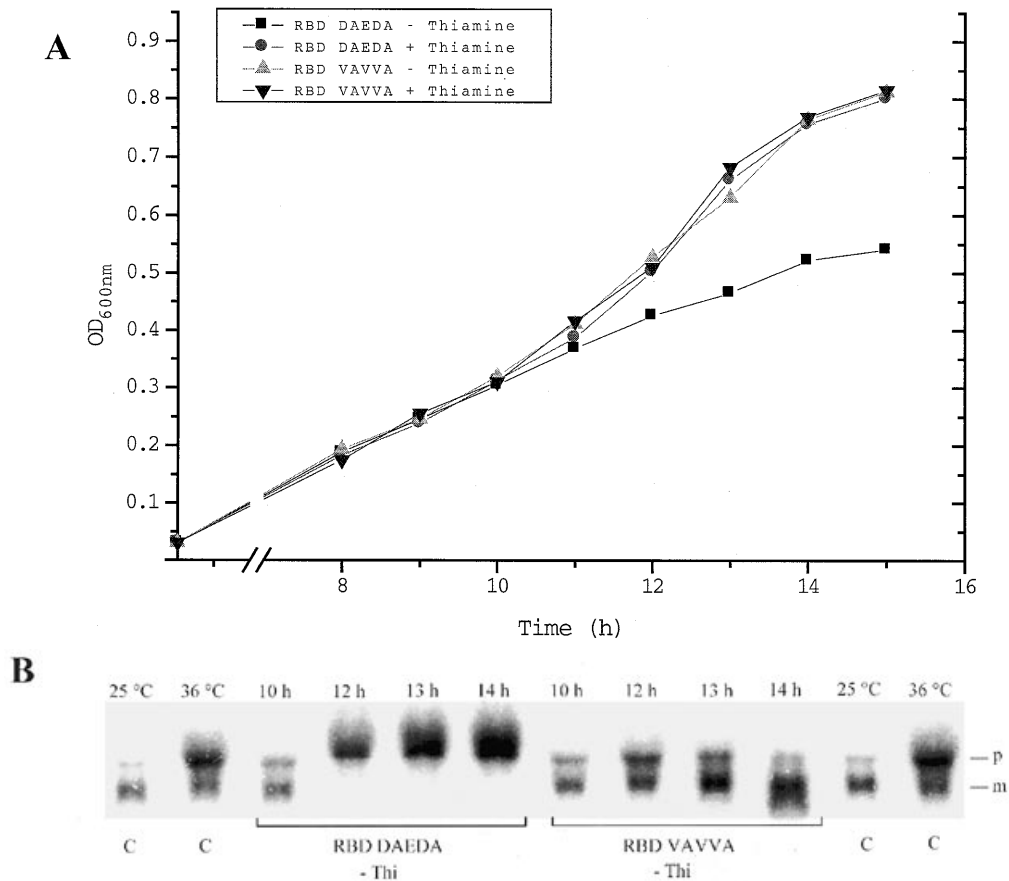 A
RBD DAEDA - Thiamine
RBD DAEDA + Thiamine
RBD VAVVA - Thiamine
RBD VAVVA + Thiamine
0.9
0.8
0.7
0.6
0.5
0.4
0.3
0.2
0.1
OD600nm
8 10 12 14 16
Time (h)
B
25 °C 36 °C 10 h 12 h 13 h 14 h 10 h 12 h 13 h 14 h 25 °C 36 °C
p
m
C C RBD DAEDA RBD VAVVA C C
- Thi - Thi